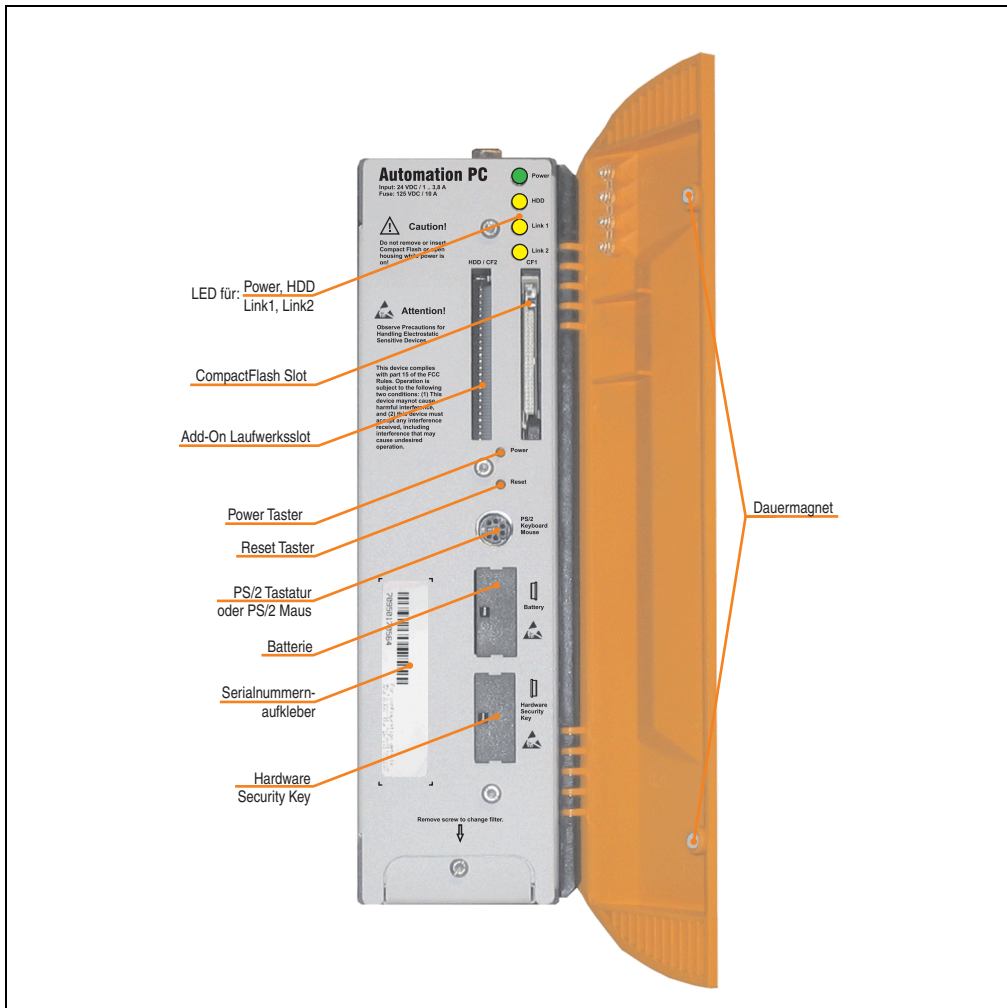 Automation PC
Input: 24 VDC / 1 .. 3,8 A
Fuse: 125 VDC / 10 A
Power
HDD
Link 1
Link 2
Caution!
Do not remove or insert
Compact Flash or open
housing while power is
on!
HDD / CF2
CF1
Attention!
Observe Precautions for
Handling Electrostatic
Sensitive Devices
This device complies
with part 15 of the FCC
Rules. Operation is
subject to the following
two conditions: (1) This
device maynot cause
harmful interference,
and (2) this device must
accept any interference
received, including
interference that may
cause undesired
operation.
Power
Reset
PS/2
Keyboard
Mouse
Battery
Hardware
Security
Key
Remove screw to change filter.
LED für: Power, HDD
Link1, Link2
CompactFlash Slot
Add-On Laufwerksslot
Power Taster
Reset Taster
PS/2 Tastatur
oder PS/2 Maus
Batterie
Serialnummern-
aufkleber
Hardware
Security Key
Dauermagnet